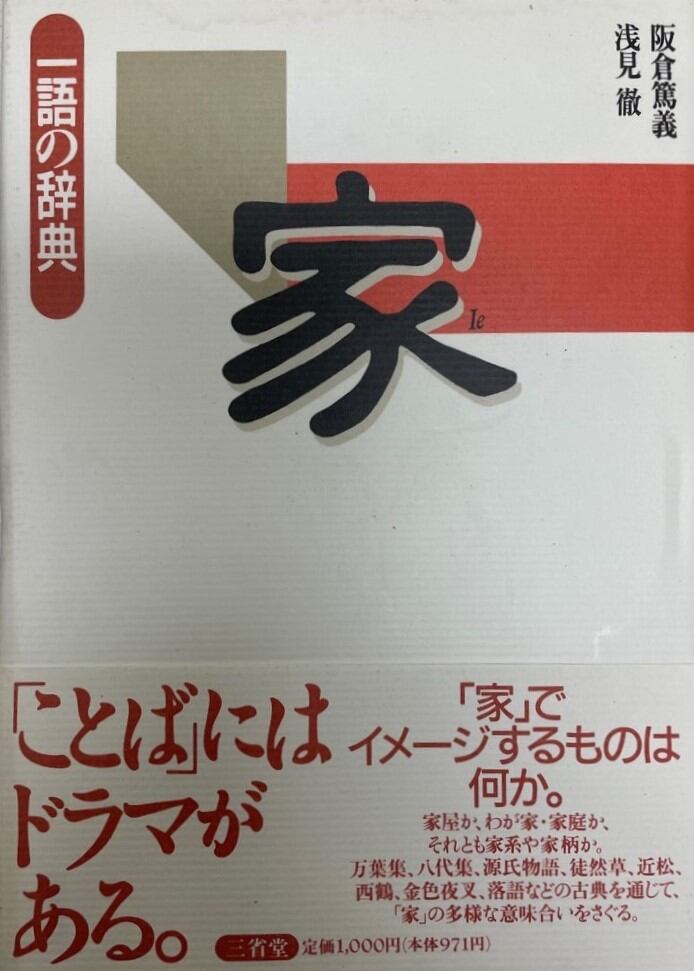 阪倉篤義
浅見 徹
一語の辞典
家
Ie
「ことば」には
ドラマが
ある。
「家」で
イメージするものは
何か。
家屋か、わが家・家庭か、
それとも家系や家柄か。
万葉集、八代集、源氏物語、徒然草、近松、
西鶴、金色夜叉、落語などの古典を通じて、
「家」の多様な意味合いをさぐる。
三省堂 定価1,000円(本体971円)